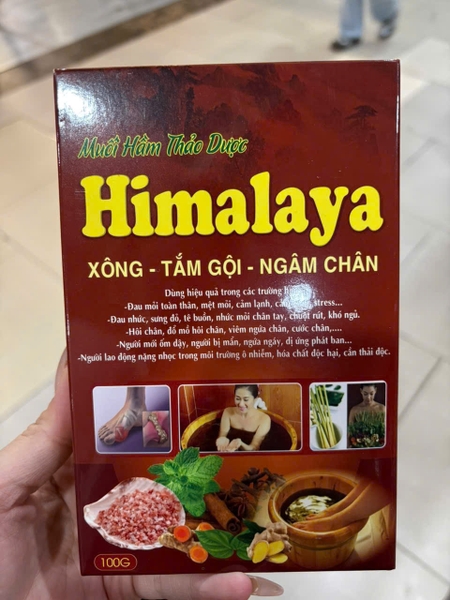 Muối Hầm Thảo Dược
Himalaya
XÔNG - TẮM GỘI - NGÂM CHÂN
Dùng hiệu quả trong các trường
-Đau mỏi toàn thân, mệt mỏi, cảm lạnh, stress...
-Đau nhức, sưng đỏ, tê buồn, nhức mỏi chân tay, chuột rút, khó ngủ.
-Hôi chân, đổ mồ hôi chân, viêm ngứa chân, cước chân,....
-Người mới ốm dậy, người bị mẩn, ngứa ngáy, dị ứng phát ban...
-Người lao động nặng nhọc trong môi trường ô nhiễm, hóa chất độc hại, cần thải độc.
100G